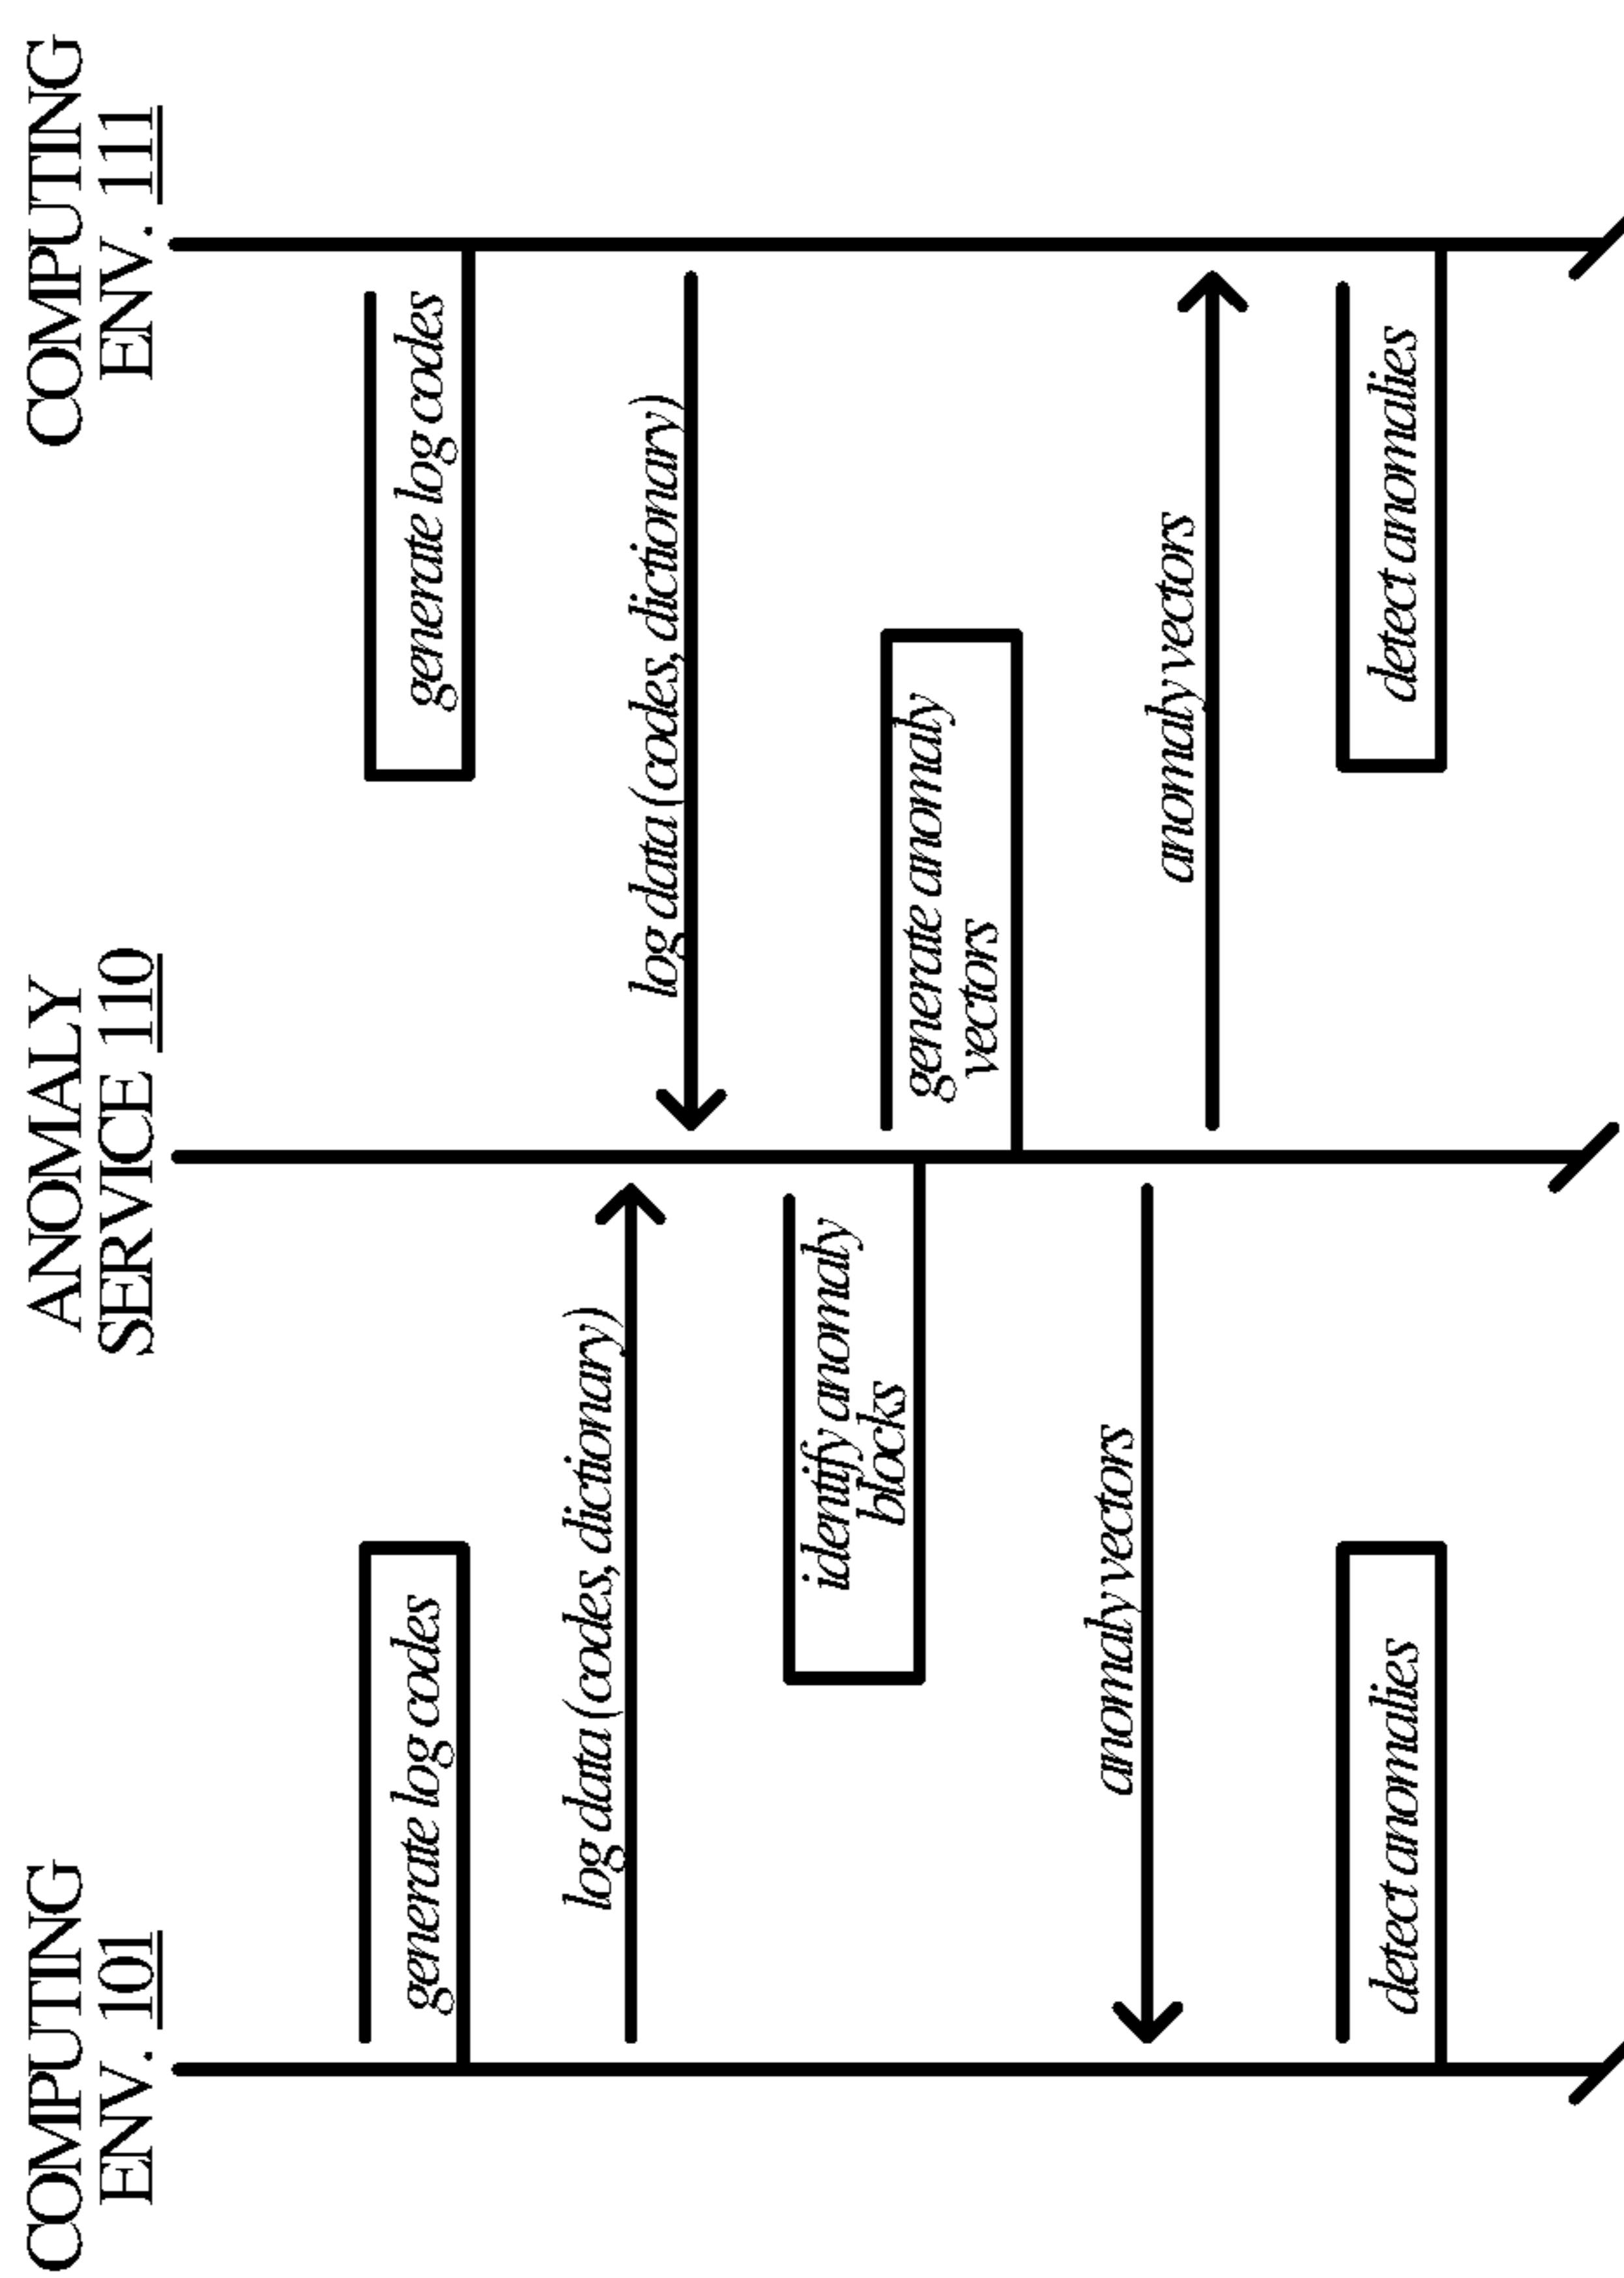 COMPUTING
ENV. 101
ANOMALY
SERVICE 110
COMPUTING
ENV. 111
generate log codes
generate log codes
log data (codes, dictionary)
log data (codes, dictionary)
identify anomaly
blocks
generate anomaly
vectors
anomaly vectors
anomaly vectors
detect anomalies
detect anomalies